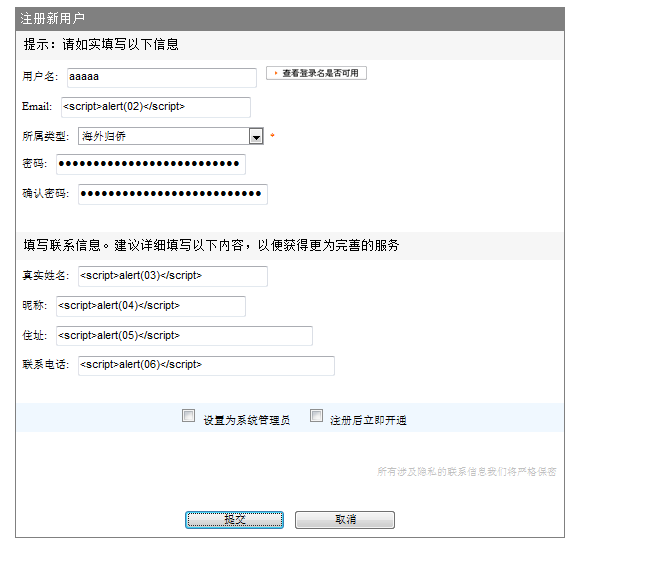 注册新用户
提示：请如实填写以下信息
用户名: aaaaa 查看登录名是否可用
Email: <script>alert(02)</script>
所属类型: 海外归侨 *
密码: ●●●●●●●●●●●●●●●●●●●●●●●●●●
确认密码: ●●●●●●●●●●●●●●●●●●●●●●●●●●
填写联系信息。建议详细填写以下内容，以便获得更为完善的服务
真实姓名: <script>alert(03)</script>
昵称: <script>alert(04)</script>
住址: <script>alert(05)</script>
联系电话: <script>alert(06)</script>
设置为系统管理员 注册后立即开通
所有涉及隐私的联系信息我们将严格保密
提交 取消